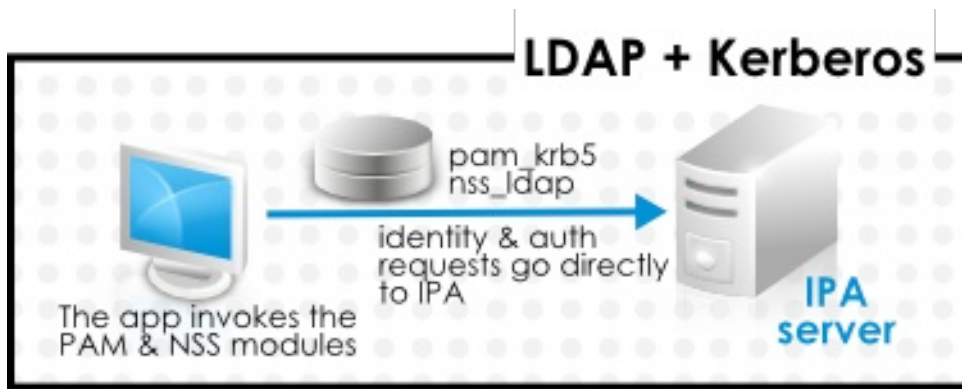 LDAP + Kerberos
pam_krb5
nss_ldap
identity & auth
requests go directly
to IPA
The app invokes the
PAM & NSS modules
IPA
server